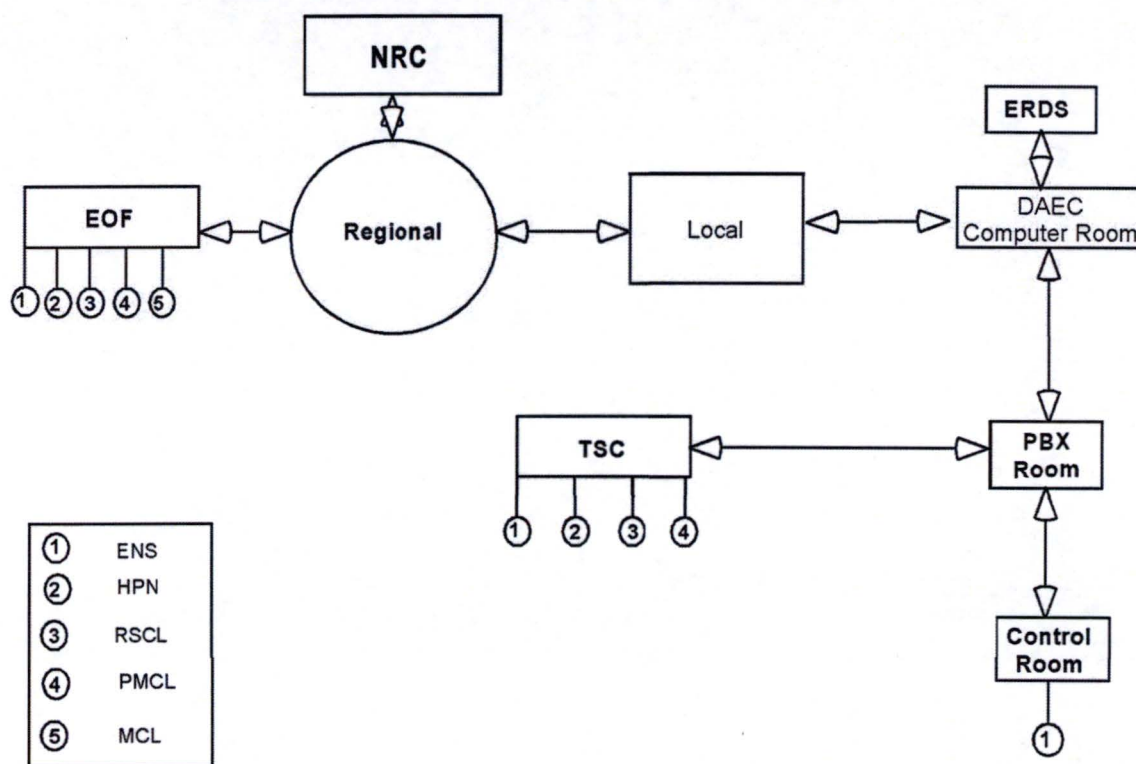 NRC
ERDS
EOF
Regional
Local
DAEC
Computer Room
1 2 3 4 5
TSC
PBX
Room
1 2 3 4
1 ENS
2 HPN
3 RSCL
4 PMCL
5 MCL
Control
Room
1